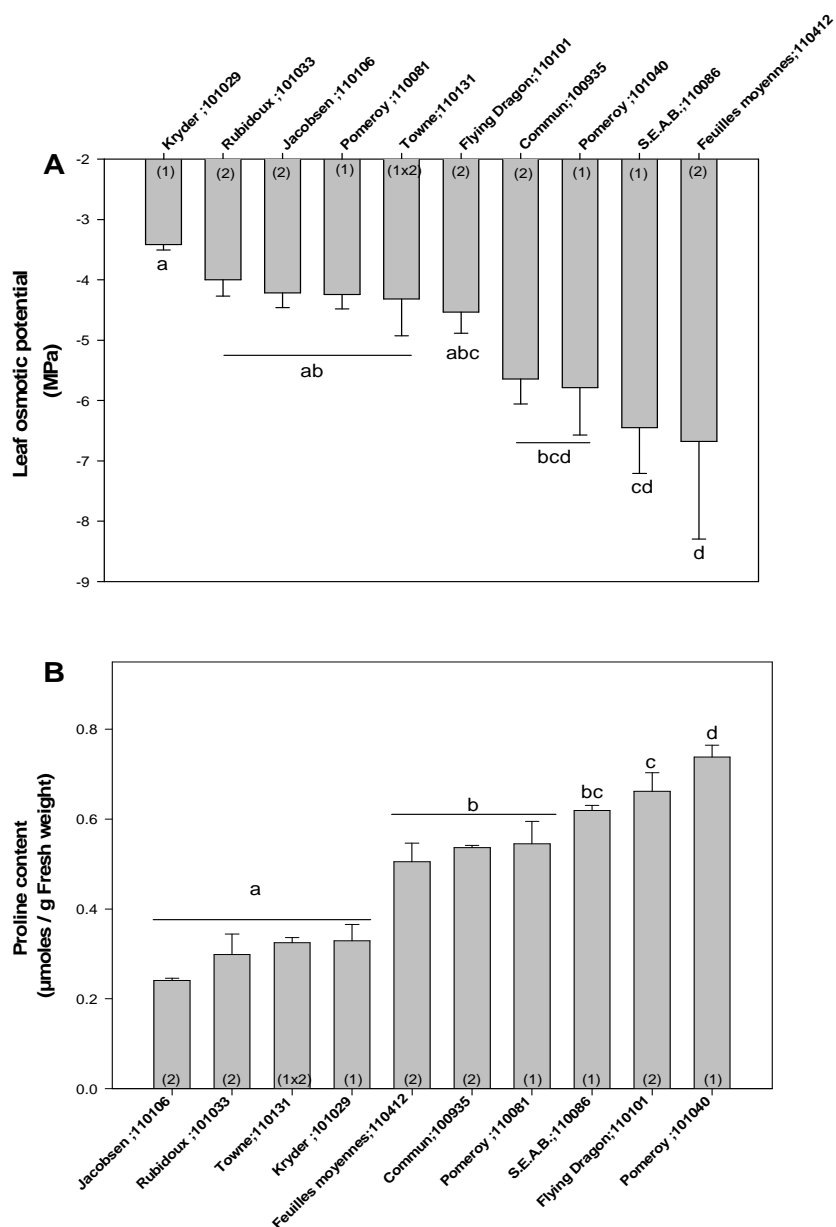 Kryder ;101029
Rubidoux ;101033
Jacobsen ;110106
Pomeroy ;110081
Towne;110131
Flying Dragon;110101
Commun;100935
Pomeroy ;101040
S.E.A.B.;110086
Feuilles moyennes;110412
A
Leaf osmotic potential
(MPa)
-2
-3
-4
-5
-6
-7
-8
-9
(1)
(2)
(2)
(1)
(1x2)
(2)
(2)
(1)
(1)
(2)
a
ab
abc
bcd
cd
d
B
Proline content
(µmoles / g Fresh weight)
0.8
0.6
0.4
0.2
0.0
a
b
bc
c
d
(2)
(2)
(1x2)
(1)
(2)
(2)
(1)
(1)
(2)
(1)
Jacobsen ;110106
Rubidoux ;101033
Towne;110131
Kryder ;101029
Feuilles moyennes;110412
Commun;100935
Pomeroy ;110081
S.E.A.B.;110086
Flying Dragon;110101
Pomeroy ;101040